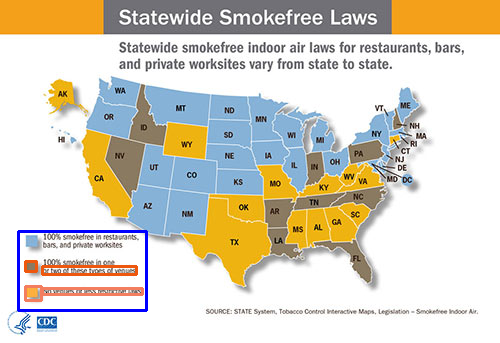 Statewide Smokefree Laws
Statewide smokefree indoor air laws for restaurants, bars,
and private worksites vary from state to state.
AK
WA
MT
ND
MN
VT
ME
OR
ID
SD
WI
MI
NY
NH
MA
HI
WY
NE
IA
PA
RI
CT
NJ
NV
UT
CO
KS
IL
IN
OH
DE
CA
MO
KY
WV
VA
MD
DC
AZ
NM
OK
AR
TN
NC
SC
TX
LA
MS
AL
GA
FL
100% smokefree in restaurants,
bars, and private worksites
100% smokefree in one
or two of these types of venues
SOURCE: STATE System, Tobacco Control Interactive Maps, Legislation – Smokefree Indoor Air.
CDC